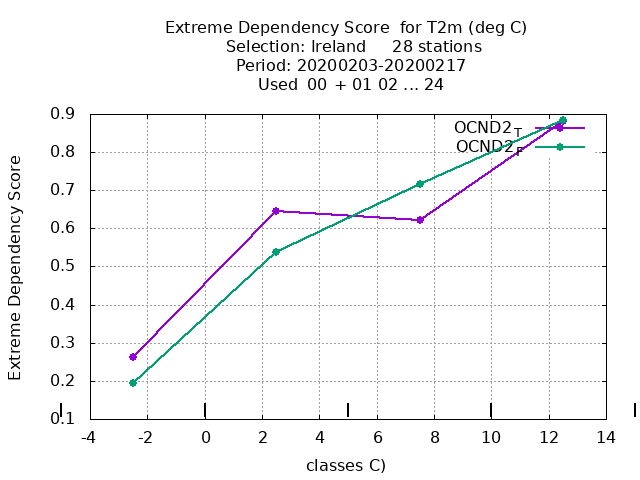 Extreme Dependency Score  for T2m (deg C)
Selection: Ireland     28 stations
Period: 20200203-20200217
Used  00 + 01 02 ... 24
OCND2T
OCND2F
Extreme Dependency Score
0.9
0.8
0.7
0.6
0.5
0.4
0.3
0.2
0.1
-4 -2 0 2 4 6 8 10 12 14
classes C)